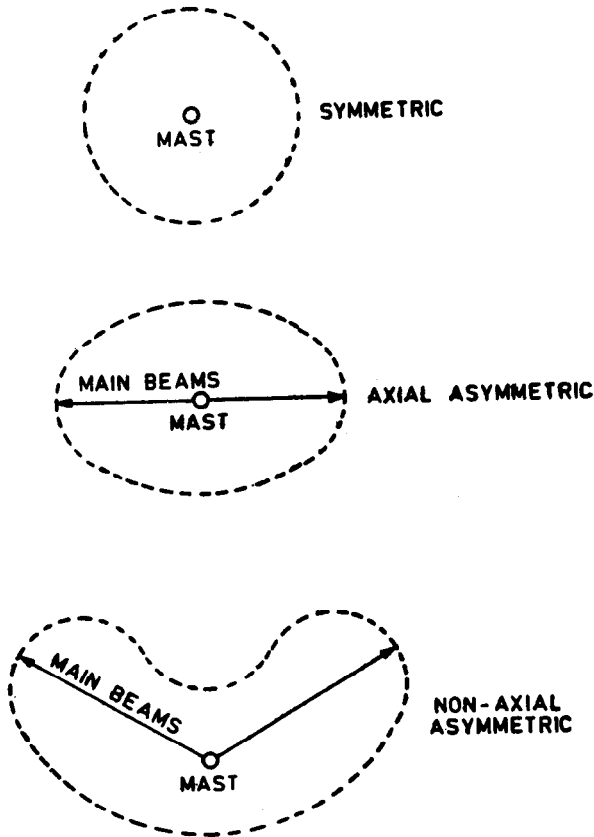 SYMMETRIC
MAST
MAIN BEAMS
AXIAL ASYMMETRIC
MAST
MAIN BEAMS
NON-AXIAL
ASYMMETRIC
MAST